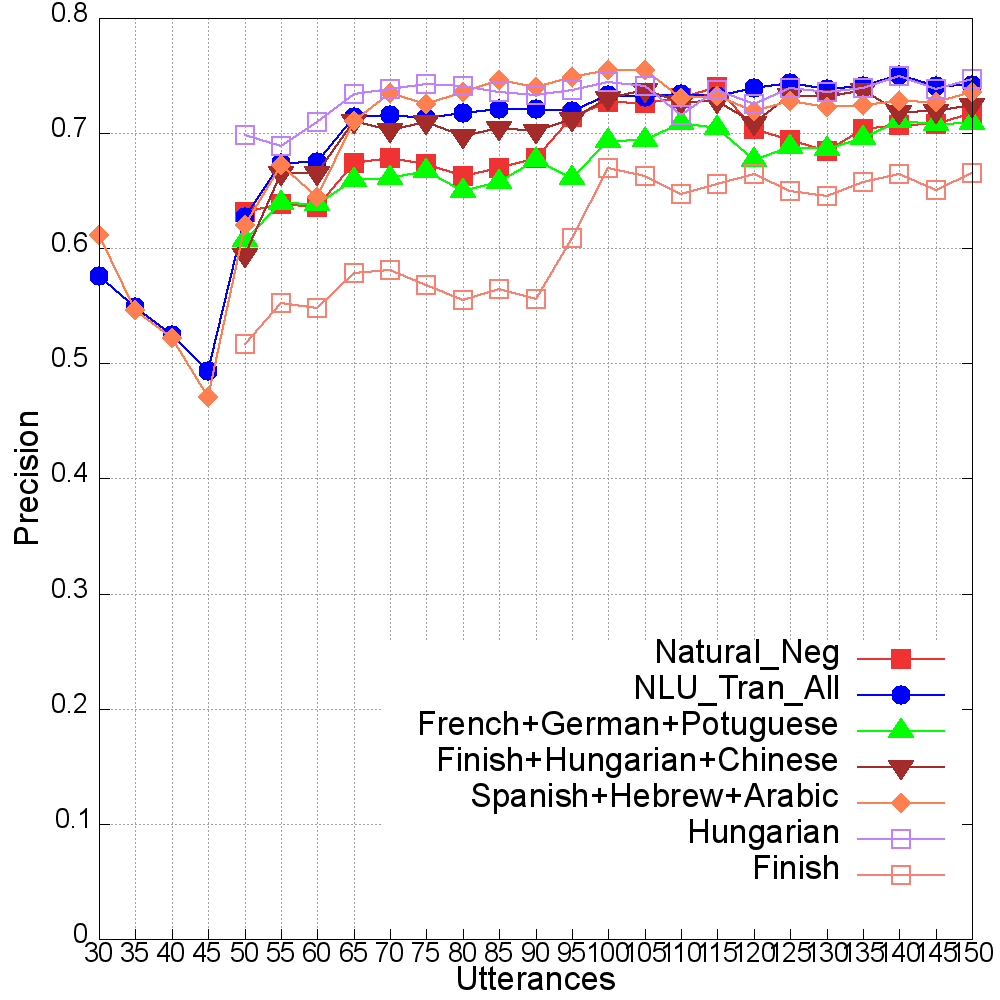 0.8
0.7
0.6
0.5
0.4
0.3
0.2
0.1
0
Precision
Natural_Neg
NLU_Tran_All
French+German+Potuguese
Finish+Hungarian+Chinese
Spanish+Hebrew+Arabic
Hungarian
Finish
30 35 40 45 50 55 60 65 70 75 80 85 90 95 100 105 110 115 120 125 130 135 140 145 150
Utterances